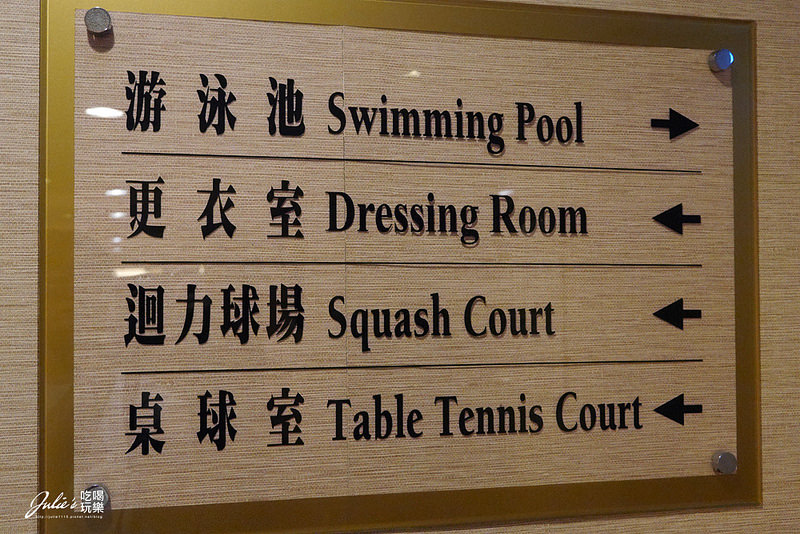 游泳池 Swimming Pool
更衣室 Dressing Room
迴力球場 Squash Court
桌球室 Table Tennis Court
Julie's 吃喝玩樂